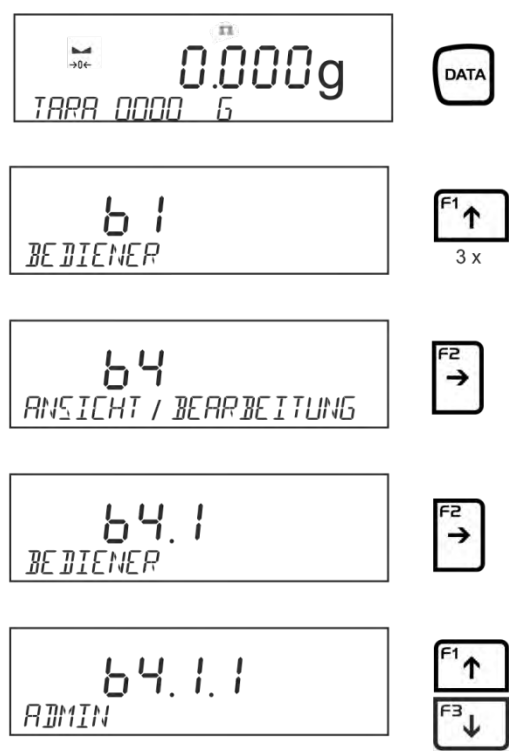 →0←
0.000g
TARA 0000 G
DATA
b1
BEDIENER
F1 ↑
3 x
b4
ANSICHT / BEARBEITUNG
F2 →
b4.1
BEDIENER
F2 →
b4.1.1
ADMIN
F1 ↑
F3 ↓